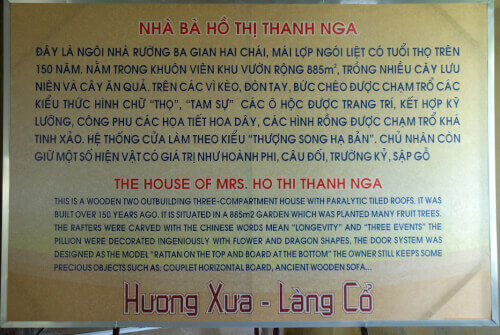 NHÀ BÀ HỒ THỊ THANH NGA
ĐÂY LÀ NGÔI NHÀ RƯỜNG BA GIAN HAI CHÁI, MÁI LỢP NGÓI LIỆT CÓ TUỔI THỌ TRÊN
150 NĂM. NẰM TRONG KHUÔN VIÊN KHU VƯỜN RỘNG 885m², TRỒNG NHIỀU CÂY LƯU
NIÊN VÀ CÂY ĂN QUẢ. TRÊN CÁC VÌ KÈO, ĐÒN TAY, BỨC CHÈO ĐƯỢC CHẠM TRỔ CÁC
KIỂU THỨC HÌNH CHỮ "THỌ", "TAM SỰ" CÁC Ô HỘC ĐƯỢC TRANG TRÍ, KẾT HỢP KỸ
LƯỠNG, CÔNG PHU CÁC HỌA TIẾT HOA DÂY, CÁC HÌNH RỒNG ĐƯỢC CHẠM TRỔ KHÁ
TINH XẢO. HỆ THỐNG CỬA LÀM THEO KIỂU "THƯỢNG SONG HẠ BẢN". CHỦ NHÂN CÒN
GIỮ MỘT SỐ HIỆN VẬT CÓ GIÁ TRỊ NHƯ HOÀNH PHI, CÂU ĐỐI, TRƯỜNG KỶ, SẬP GỖ
THE HOUSE OF MRS. HO THI THANH NGA
THIS IS A WOODEN TWO OUTBUILDING THREE-COMPARTMENT HOUSE WITH PARALYTIC TILED ROOFS. IT WAS
BUILT OVER 150 YEARS AGO. IT IS SITUATED IN A 885m2 GARDEN WHICH WAS PLANTED MANY FRUIT TREES.
THE RAFTERS WERE CARVED WITH THE CHINESE WORDS MEAN "LONGEVITY" AND "THREE EVENTS" THE
PILLION WERE DECORATED INGENIOUSLY WITH FLOWER AND DRAGON SHAPES, THE DOOR SYSTEM WAS
DESIGNED AS THE MODEL "RATTAN ON THE TOP AND BOARD AT THE BOTTOM" THE OWNER STILL KEEPS SOME
PRECIOUS OBJECTS SUCH AS: COUPLET HORIZONTAL BOARD, ANCIENT WOODEN SOFA...
Hương Xưa - Làng Cổ